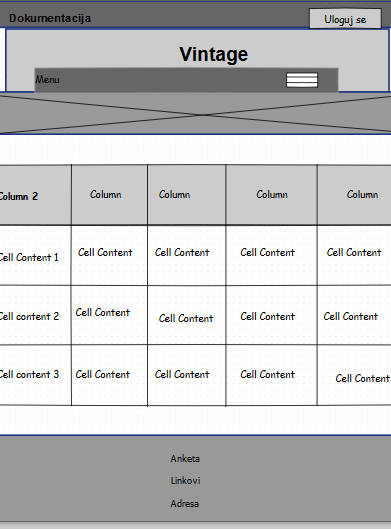 Dokumentacija
Uloguj se
Vintage
Menu
Column 2 Column Column Column Column
Cell Content 1 Cell Content Cell Content Cell Content Cell Content
Cell content 2 Cell Content Cell Content Cell Content Cell Content
Cell content 3 Cell Content Cell Content Cell Content Cell Content
Anketa
Linkovi
Adresa